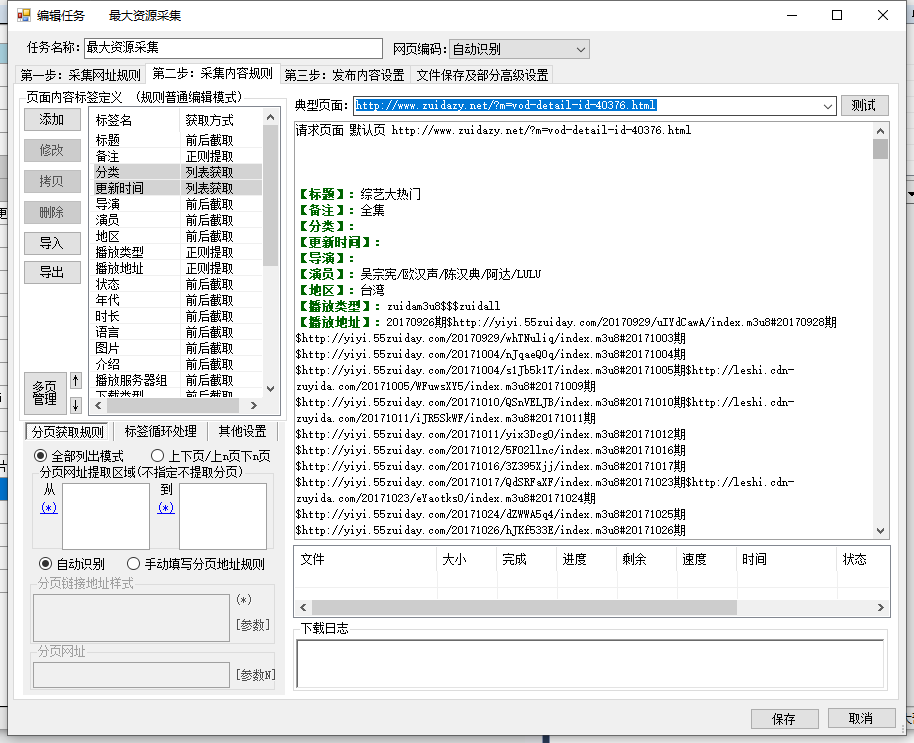 编辑任务 最大资源采集
任务名称: 最大资源采集 网页编码: 自动识别
第一步: 采集网址规则 第二步: 采集内容规则 第三步: 发布内容设置 文件保存及部分高级设置
页面内容标签定义 (规则普通编辑模式)
典型页面: http://www.zuidazy.net/?m=vod-detail-id-40376.html 测试
添加
修改
拷贝
删除
导入
导出
多页管理
标签名 获取方式
标题 前后截取
备注 正则提取
分类 列表获取
更新时间 列表获取
导演 前后截取
演员 前后截取
地区 前后截取
播放类型 正则提取
播放地址 正则提取
状态 前后截取
年代 前后截取
时长 前后截取
语言 前后截取
图片 前后截取
介绍 前后截取
播放服务器组 前后截取
下载类型 前后截取
请求页面 默认页 http://www.zuidazy.net/?m=vod-detail-id-40376.html
【标题】: 综艺大热门
【备注】: 全集
【分类】:
【更新时间】:
【导演】:
【演员】: 吴宗宪/欧汉声/陈汉典/阿达/LULU
【地区】: 台湾
【播放类型】: zuidam3u8$$$zuidall
【播放地址】: 20170926期$http://yiyi.55zuiday.com/20170929/uIYdCawA/index.m3u8#20170928期
$http://yiyi.55zuiday.com/20170929/whTNuliq/index.m3u8#20171003期
$http://yiyi.55zuiday.com/20171004/nJqaeQOq/index.m3u8#20171004期
$http://yiyi.55zuiday.com/20171004/s1Jb5k1T/index.m3u8#20171005期$http://leshi.cdn-
zuyida.com/20171005/WFuwsXY5/index.m3u8#20171009期
$http://yiyi.55zuiday.com/20171010/QSnVELJB/index.m3u8#20171010期$http://leshi.cdn-
zuyida.com/20171011/iJR5SkWF/index.m3u8#20171011期
$http://yiyi.55zuiday.com/20171011/yix3DcgO/index.m3u8#20171012期
$http://yiyi.55zuiday.com/20171012/5FO2llnc/index.m3u8#20171016期
$http://yiyi.55zuiday.com/20171016/3Z395Xjj/index.m3u8#20171017期
$http://yiyi.55zuiday.com/20171017/QdSRFaXF/index.m3u8#20171023期$http://leshi.cdn-
zuyida.com/20171023/eYaotksO/index.m3u8#20171024期
$http://yiyi.55zuiday.com/20171024/dZWWA5q4/index.m3u8#20171025期
$http://yiyi.55zuiday.com/20171026/hJKf533E/index.m3u8#20171026期
分页获取规则 标签循环处理 其他设置
全部列出模式 上下页/上n页下n页
分页网址提取区域(不指定不提取分页)
从 到
(*) (*)
自动识别 手动填写分页地址规则
分页链接地址样式
(*)
[参数]
分页网址
[参数N]
文件 大小 完成 进度 剩余 速度 时间 状态
下载日志
保存 取消